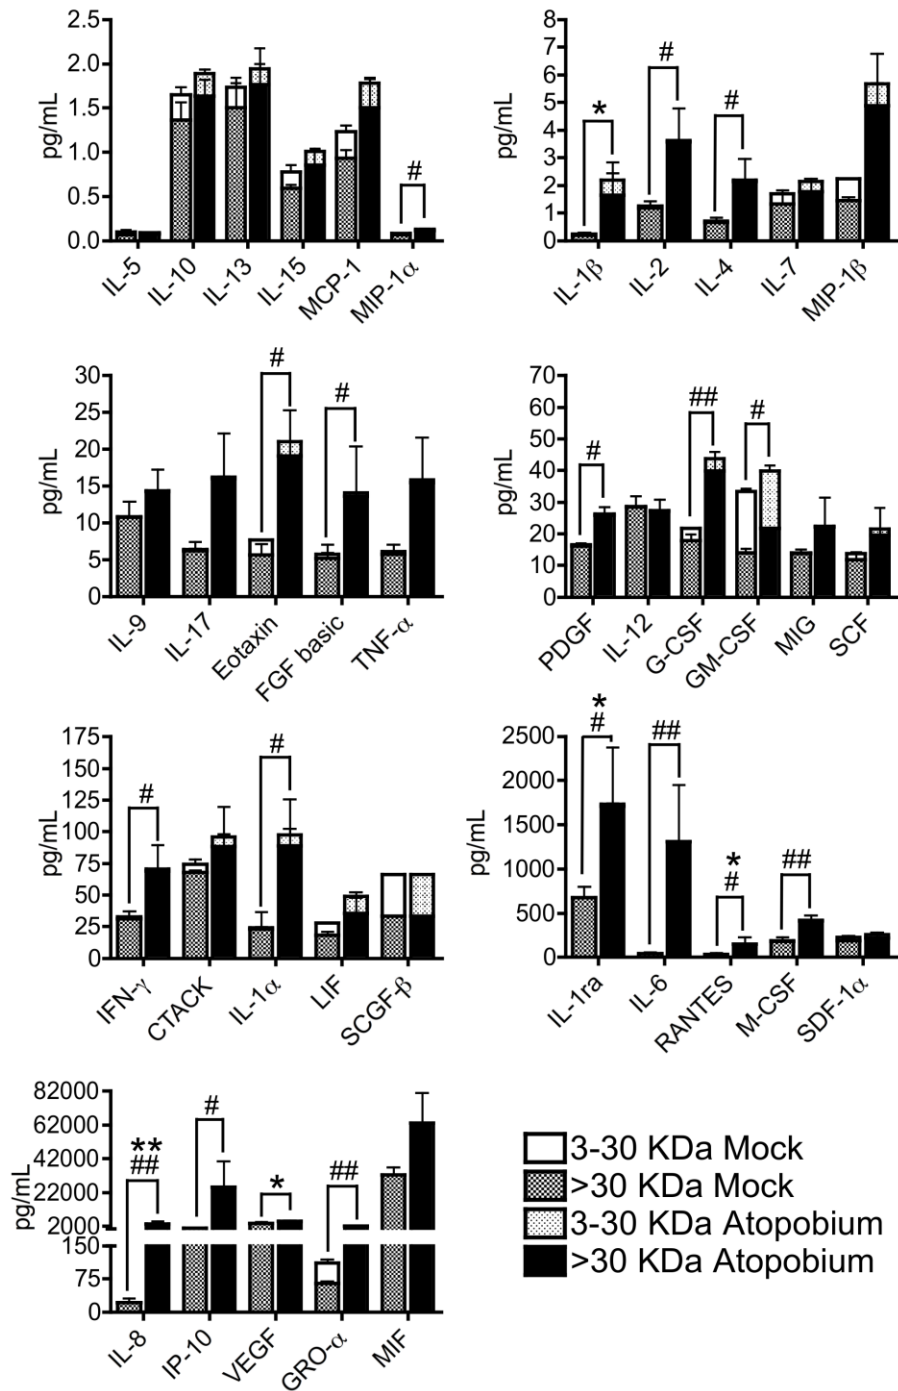 pg/mL
2.5
2.0
1.5
1.0
0.5
0.0
#
IL-5
IL-10
IL-13
IL-15
MCP-1
MIP-1α
pg/mL
8
7
6
5
4
3
2
1
0
*
#
#
IL-1β
IL-2
IL-4
IL-7
MIP-1β
pg/mL
30
25
20
15
10
5
0
#
#
IL-9
IL-17
Eotaxin
FGF basic
TNF-α
pg/mL
70
60
50
40
30
20
10
0
#
##
#
PDGF
IL-12
G-CSF
GM-CSF
MIG
SCF
pg/mL
175
150
125
100
75
50
25
0
#
#
IFN-γ
CTACK
IL-1α
LIF
SCGF-β
pg/mL
2500
2000
1500
1000
500
0
*
#
##
*
#
##
IL-1ra
IL-6
RANTES
M-CSF
SDF-1α
pg/mL
82000
62000
42000
22000
2000
150
75
0
**
##
#
*
##
IL-8
IP-10
VEGF
GRO-α
MIF
3-30 KDa Mock
>30 KDa Mock
3-30 KDa Atopobium
>30 KDa Atopobium